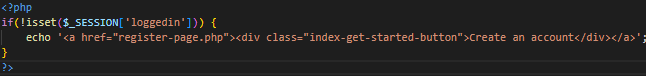 <?php
if(!isset($_SESSION['loggedin'])) {
    echo '<a href="register-page.php"><div class="index-get-started-button">Create an account</div></a>';
}
?>